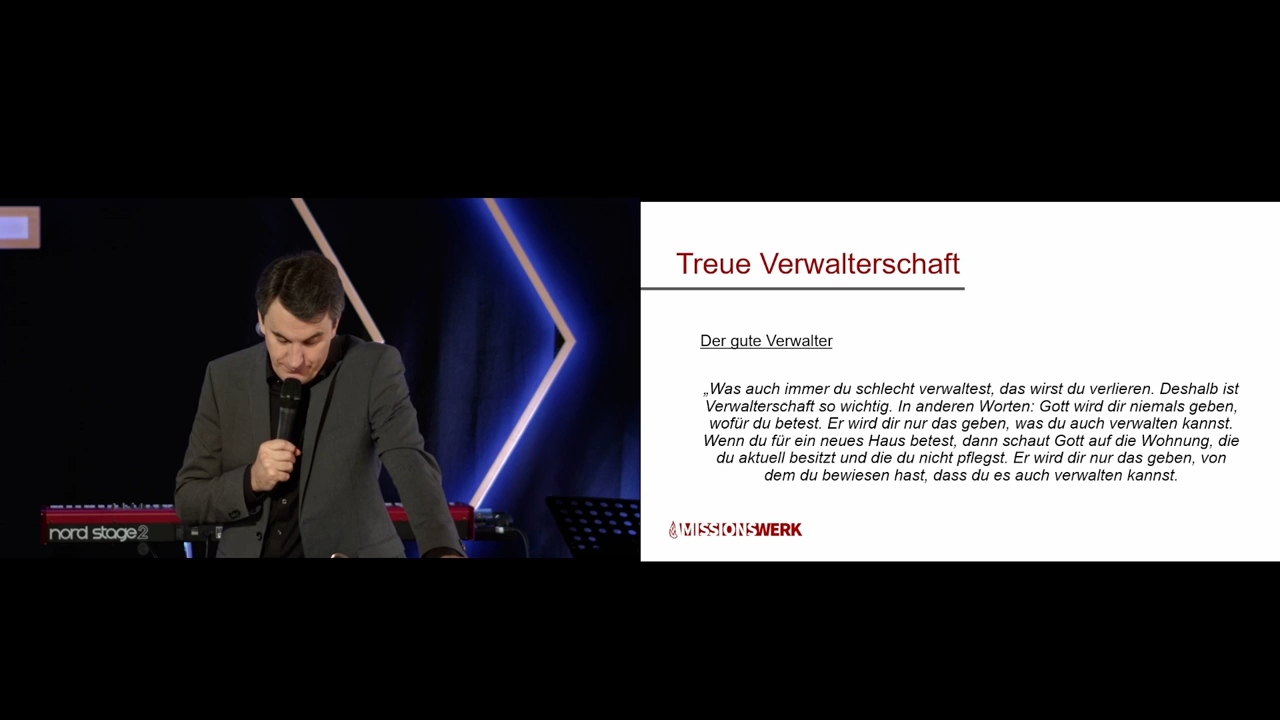 Treue Verwalterschaft
Der gute Verwalter
„Was auch immer du schlecht verwaltest, das wirst du verlieren. Deshalb ist
Verwalterschaft so wichtig. In anderen Worten: Gott wird dir niemals geben,
wofür du betest. Er wird dir nur das geben, was du auch verwalten kannst.
Wenn du für ein neues Haus betest, dann schaut Gott auf die Wohnung, die
du aktuell besitzt und die du nicht pflegst. Er wird dir nur das geben, von
dem du bewiesen hast, dass du es auch verwalten kannst.
MISSIONSWERK
nord stage2